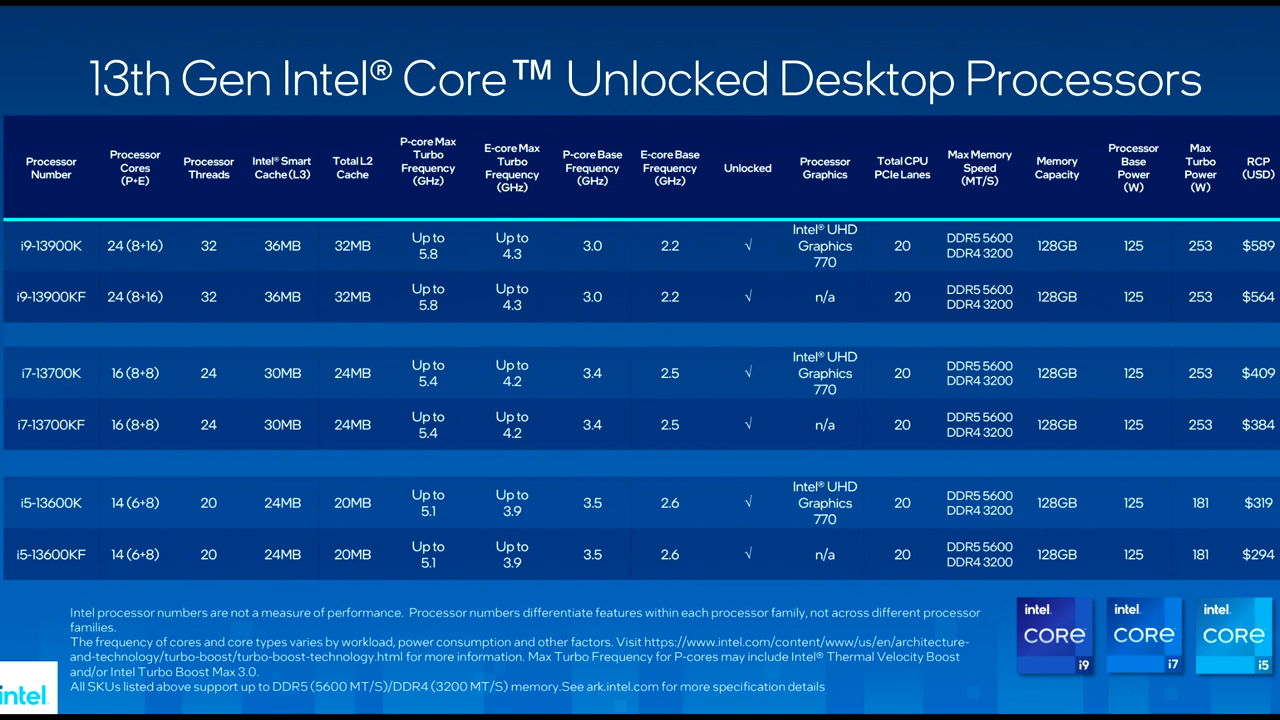 13th Gen Intel® Core™ Unlocked Desktop Processors
Processor Number | Processor Cores (P+E) | Processor Threads | Intel® Smart Cache (L3) | Total L2 Cache | P-core Max Turbo Frequency (GHz) | E-core Max Turbo Frequency (GHz) | P-core Base Frequency (GHz) | E-core Base Frequency (GHz) | Unlocked | Processor Graphics | Total CPU PCIe Lanes | Max Memory Speed (MT/S) | Memory Capacity | Processor Base Power (W) | Max Turbo Power (W) | RCP (USD)
i9-13900K | 24 (8+16) | 32 | 36MB | 32MB | Up to 5.8 | Up to 4.3 | 3.0 | 2.2 | √ | Intel® UHD Graphics 770 | 20 | DDR5 5600 DDR4 3200 | 128GB | 125 | 253 | $589
i9-13900KF | 24 (8+16) | 32 | 36MB | 32MB | Up to 5.8 | Up to 4.3 | 3.0 | 2.2 | √ | n/a | 20 | DDR5 5600 DDR4 3200 | 128GB | 125 | 253 | $564
i7-13700K | 16 (8+8) | 24 | 30MB | 24MB | Up to 5.4 | Up to 4.2 | 3.4 | 2.5 | √ | Intel® UHD Graphics 770 | 20 | DDR5 5600 DDR4 3200 | 128GB | 125 | 253 | $409
i7-13700KF | 16 (8+8) | 24 | 30MB | 24MB | Up to 5.4 | Up to 4.2 | 3.4 | 2.5 | √ | n/a | 20 | DDR5 5600 DDR4 3200 | 128GB | 125 | 253 | $384
i5-13600K | 14 (6+8) | 20 | 24MB | 20MB | Up to 5.1 | Up to 3.9 | 3.5 | 2.6 | √ | Intel® UHD Graphics 770 | 20 | DDR5 5600 DDR4 3200 | 128GB | 125 | 181 | $319
i5-13600KF | 14 (6+8) | 20 | 24MB | 20MB | Up to 5.1 | Up to 3.9 | 3.5 | 2.6 | √ | n/a | 20 | DDR5 5600 DDR4 3200 | 128GB | 125 | 181 | $294
Intel processor numbers are not a measure of performance. Processor numbers differentiate features within each processor family, not across different processor
families.
The frequency of cores and core types varies by workload, power consumption and other factors. Visit https://www.intel.com/content/www/us/en/architecture-
and-technology/turbo-boost/turbo-boost-technology.html for more information. Max Turbo Frequency for P-cores may include Intel® Thermal Velocity Boost
and/or Intel Turbo Boost Max 3.0.
All SKUs listed above support up to DDR5 (5600 MT/S)/DDR4 (3200 MT/S) memory.See ark.intel.com for more specification details
intel.
intel. CORE i9
intel. CORE i7
intel. CORE i5